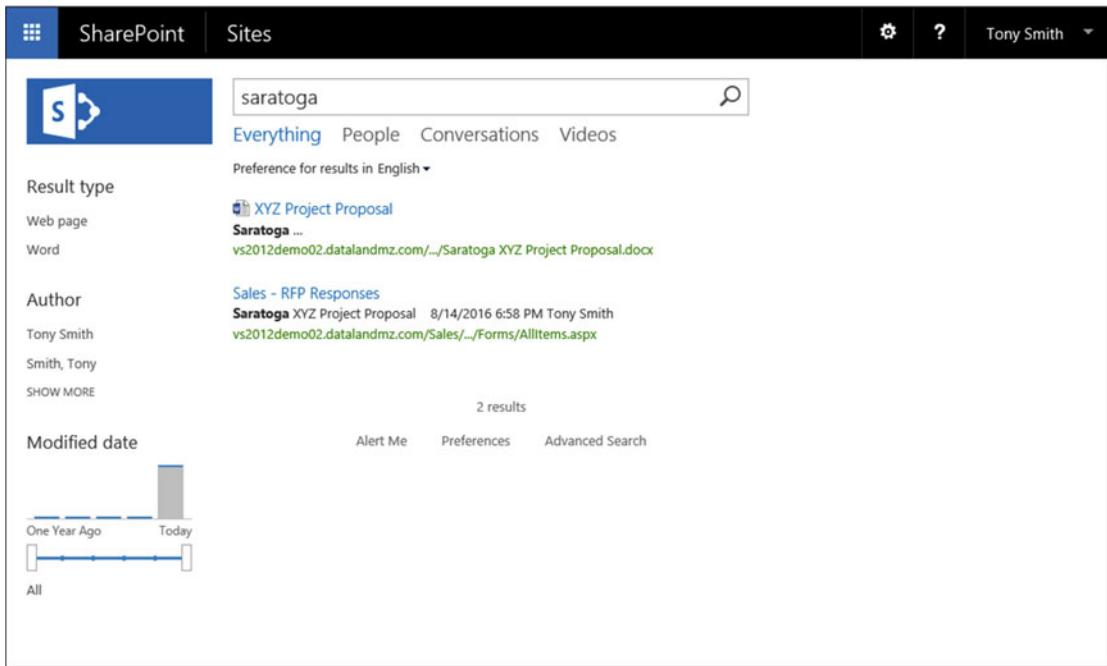 SharePoint Sites ? Tony Smith
S
saratoga
Everything People Conversations Videos
Preference for results in English
Result type
Web page
Word
Author
Tony Smith
Smith, Tony
SHOW MORE
Modified date
One Year Ago Today
All
XYZ Project Proposal
Saratoga ...
vs2012demo02.datalandmz.com/.../Saratoga XYZ Project Proposal.docx
Sales - RFP Responses
Saratoga XYZ Project Proposal 8/14/2016 6:58 PM Tony Smith
vs2012demo02.datalandmz.com/Sales/.../Forms/AllItems.aspx
2 results
Alert Me Preferences Advanced Search